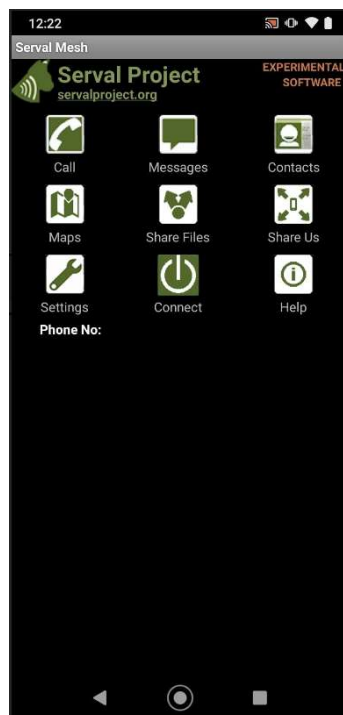 12:22
Serval Mesh
Serval Project
servalproject.org
EXPERIMENTAL
SOFTWARE
Call Messages Contacts
Maps Share Files Share Us
Settings Connect Help
Phone No: